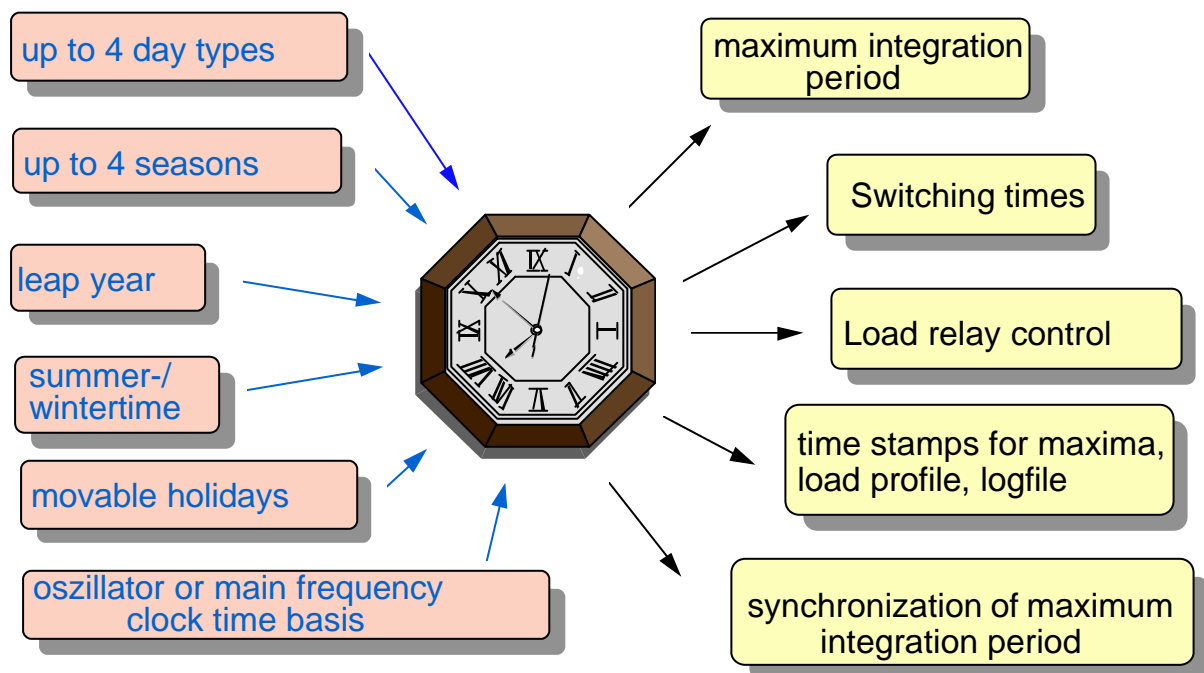 up to 4 day types
up to 4 seasons
leap year
summer-/
wintertime
movable holidays
oszillator or main frequency
clock time basis
maximum integration
period
Switching times
Load relay control
time stamps for maxima,
load profile, logfile
synchronization of maximum
integration period